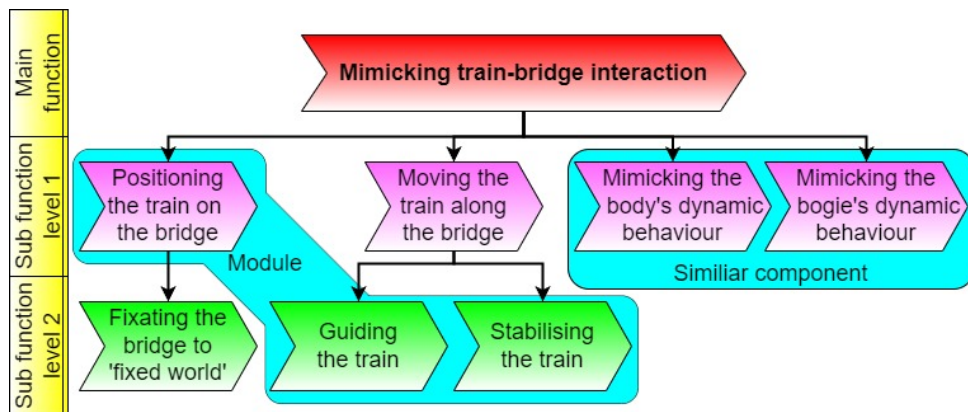 Main
function
Mimicking train-bridge interaction
Sub function
level 1
Positioning
the train on
the bridge
Moving the
train along
the bridge
Mimicking the
body's dynamic
behaviour
Mimicking the
bogie's dynamic
behaviour
Module
Similiar component
Sub function
level 2
Fixating the
bridge to
'fixed world'
Guiding
the train
Stabilising
the train